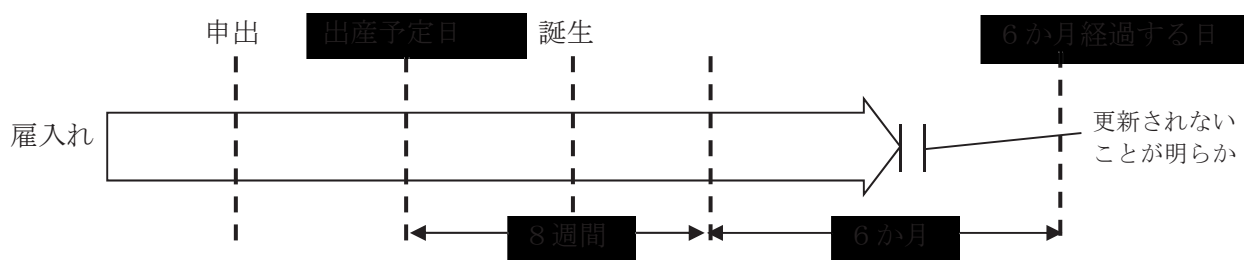 申出
出産予定日
誕生
6か月経過する日
雇入れ
更新されない
ことが明らか
8週間
6か月